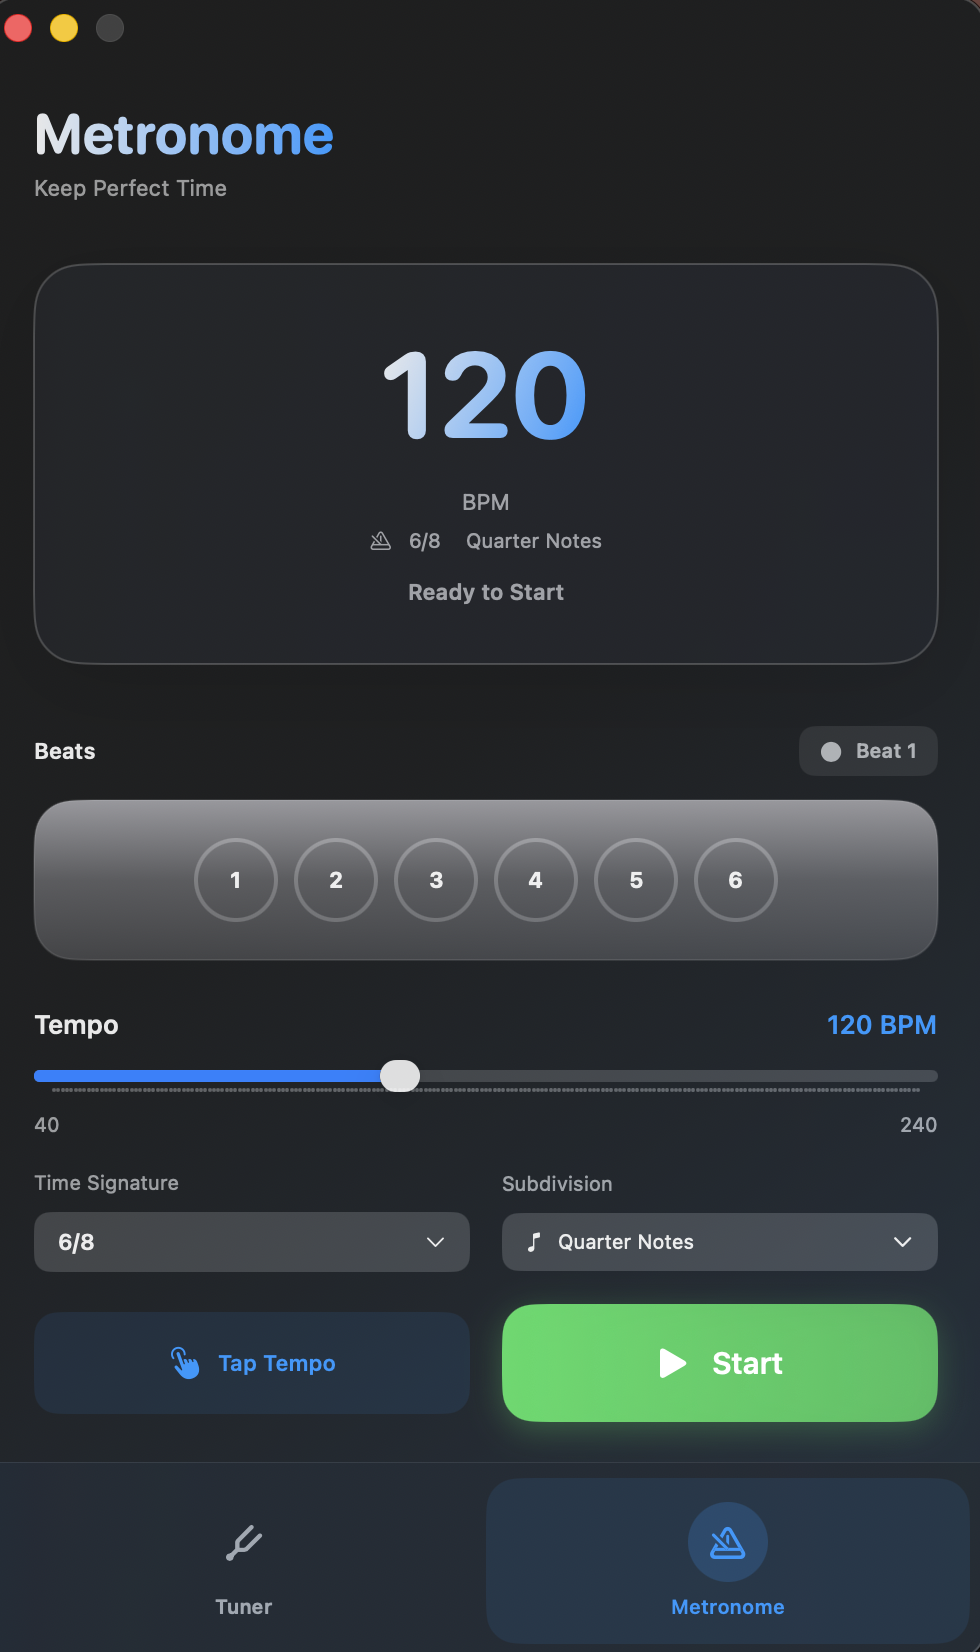 Metronome
Keep Perfect Time
120
BPM
6/8 Quarter Notes
Ready to Start
Beats
Beat 1
1 2 3 4 5 6
Tempo
120 BPM
40
240
Time Signature
Subdivision
6/8
Quarter Notes
Tap Tempo
Start
Tuner
Metronome